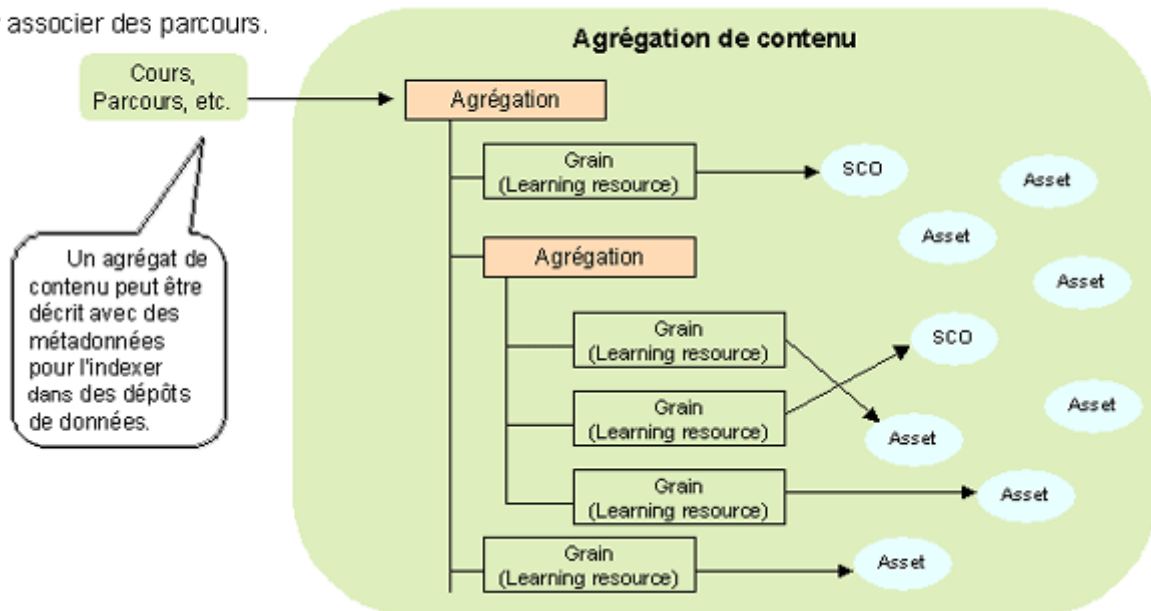 associer des parcours.
Agrégation de contenu
Cours,
Parcours, etc.
Agrégation
Grain
(Learning resource)
SCO
Asset
Asset
Agrégation
Asset
Un agrégat de
contenu peut être
décrit avec des
métadonnées
pour l'indexer
dans des dépôts
de données.
Grain
(Learning resource)
SCO
Grain
(Learning resource)
Asset
Asset
Grain
(Learning resource)
Asset
Grain
(Learning resource)
Asset